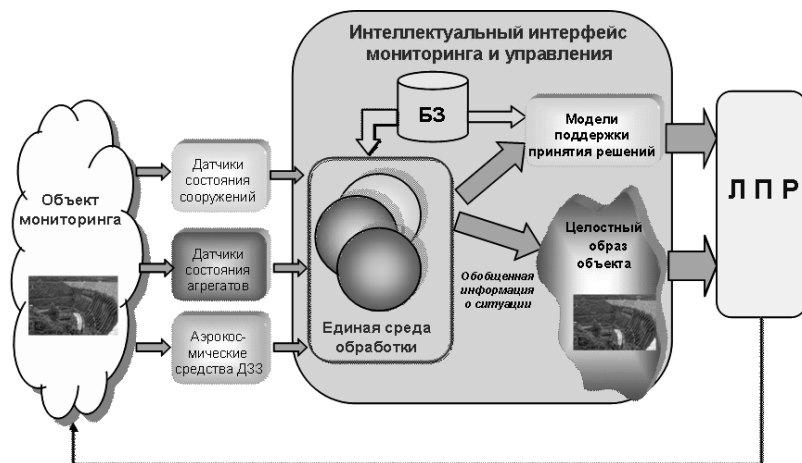 Интеллектуальный интерфейс
мониторинга и управления
БЗ
Модели
поддержки
принятия решений
Л П Р
Объект
мониторинга
Датчики
состояния
сооружений
Датчики
состояния
агрегатов
Аэрокос-
мические
средства ДЗЗ
Единая среда
обработки
Обобщенная
информация
о ситуации
Целостный
образ
объекта